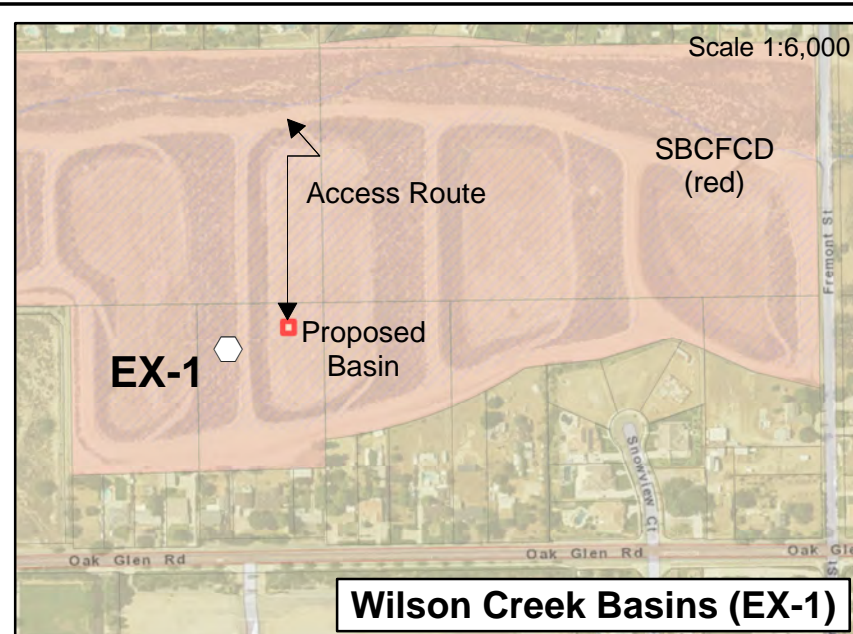 Scale 1:6,000
SBCFCD
(red)
Access Route
Fremont St
Proposed
Basin
EX-1
Snowview Ct
Oak Glen Rd
Oak Glen Rd
Oak Gle
St
Wilson Creek Basins (EX-1)